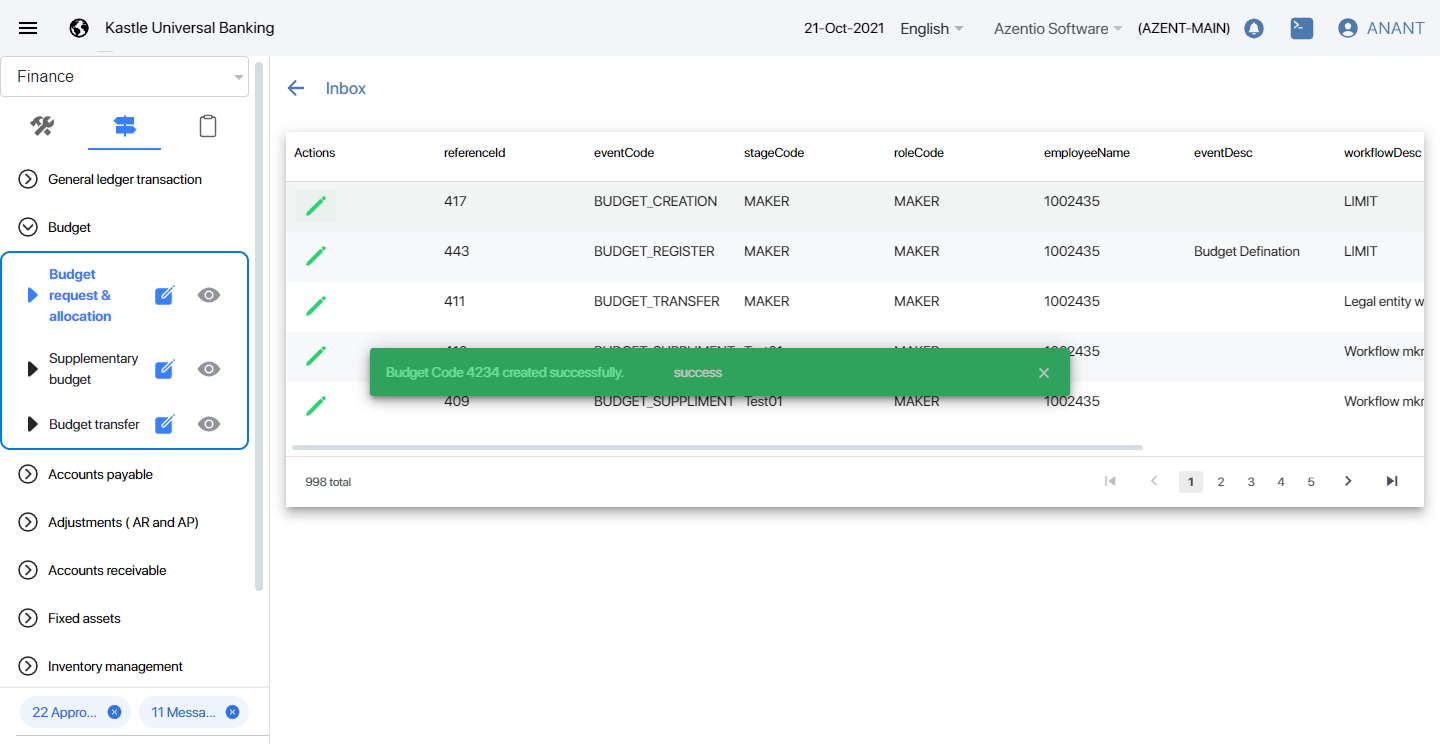 Kastle Universal Banking
21-Oct-2021 English Azentio Software (AZENT-MAIN) ANANT
Finance
General ledger transaction
Budget
Budget request & allocation
Supplementary budget
Budget transfer
Accounts payable
Adjustments ( AR and AP)
Accounts receivable
Fixed assets
Inventory management
22 Appro... 11 Messa...
Inbox
Actions referenceId eventCode stageCode roleCode employeeName eventDesc workflowDesc
417 BUDGET_CREATION MAKER MAKER 1002435 LIMIT
443 BUDGET_REGISTER MAKER MAKER 1002435 Budget Defination LIMIT
411 BUDGET_TRANSFER MAKER MAKER 1002435 Legal entity w
BUDGET_SUPPLIMENT Test01 MAKER 1002435 Workflow mkr
Budget Code 4234 created successfully. success
409 BUDGET_SUPPLIMENT Test01 MAKER 1002435 Workflow mkr
998 total 1 2 3 4 5